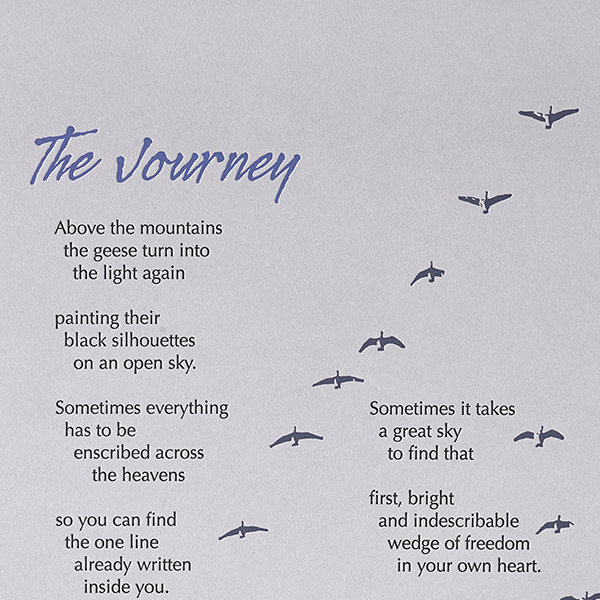 The Journey
Above the mountains
the geese turn into
the light again
painting their
black silhouettes
on an open sky.
Sometimes everything
has to be
enscribed across
the heavens
so you can find
the one line
already written
inside you.
Sometimes it takes
a great sky
to find that
first, bright
and indescribable
wedge of freedom
in your own heart.